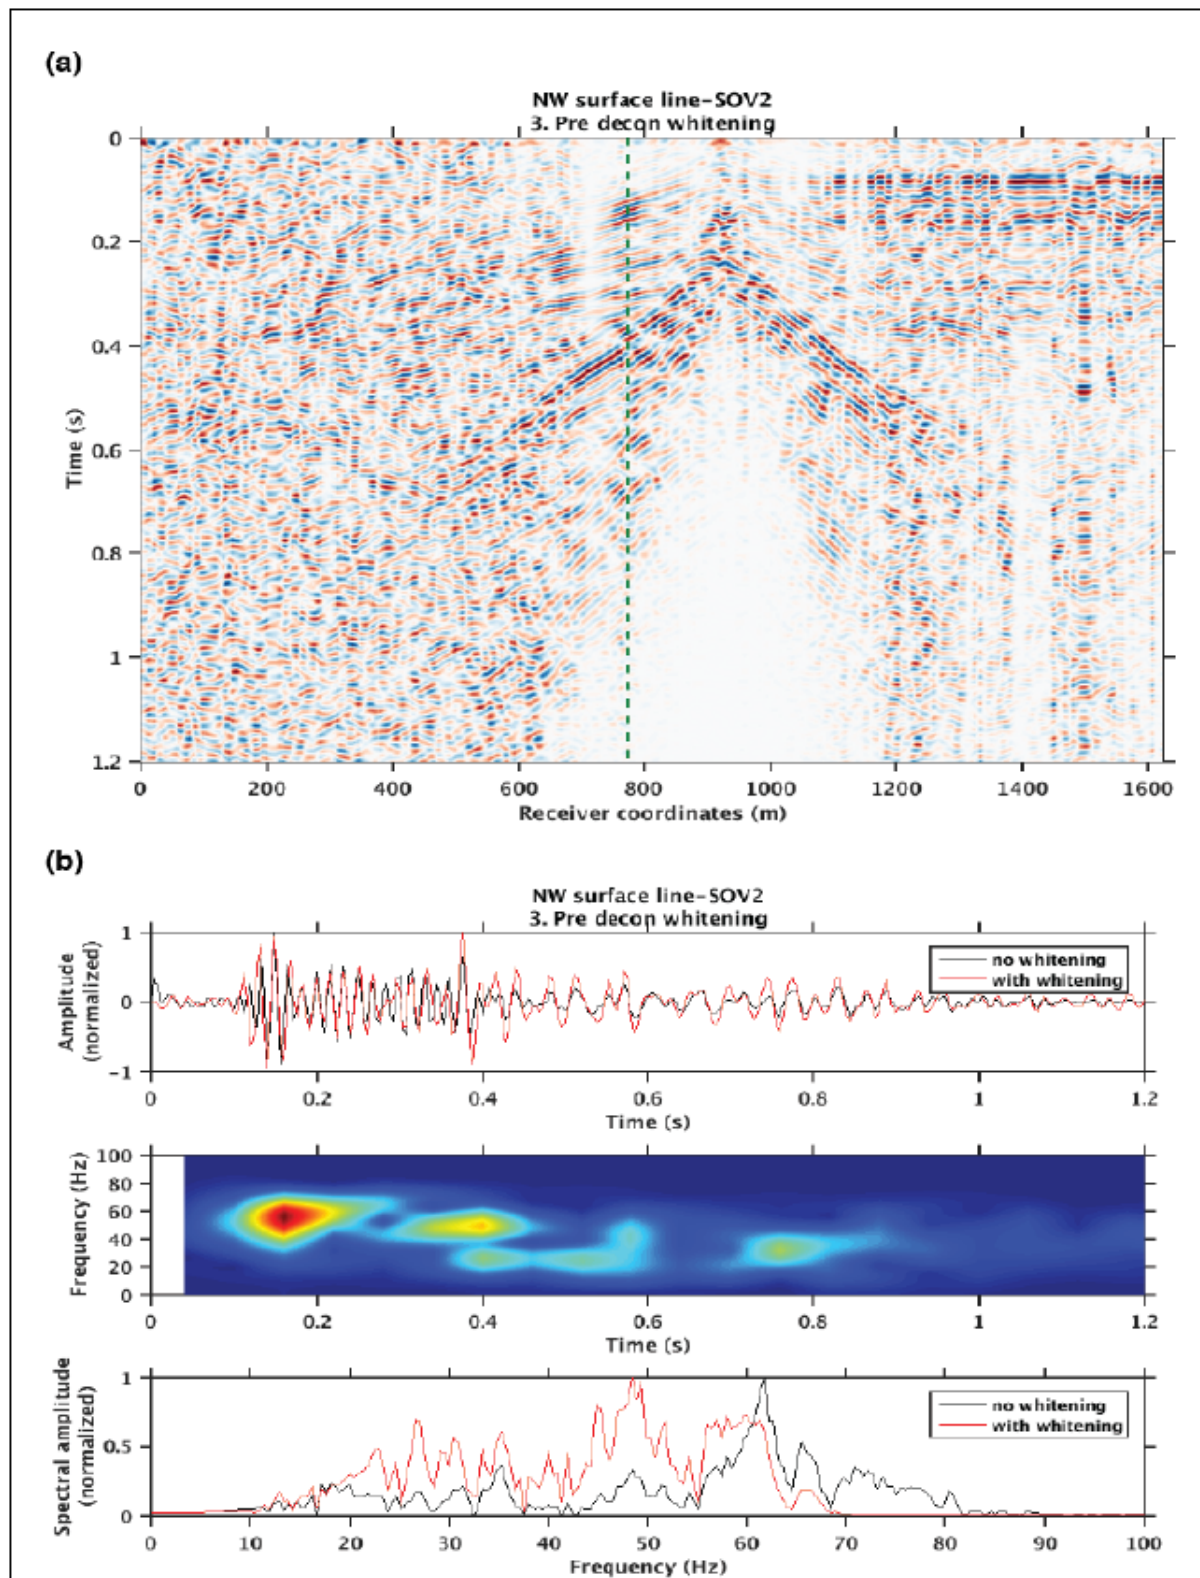 (a)
NW surface line-SOV2
3. Pre decon whitening
0
0.2
0.4
0.6
0.8
1
1.2
Time (s)
0 200 400 600 800 1000 1200 1400 1600
Receiver coordinates (m)
(b)
NW surface line-SOV2
3. Pre decon whitening
1
0
-1
Amplitude
(normalized)
no whitening
with whitening
0 0.2 0.4 0.6 0.8 1 1.2
Time (s)
100
80
60
40
20
0
Frequency (Hz)
0 0.2 0.4 0.6 0.8 1 1.2
Time (s)
1
0.5
0
Spectral amplitude
(normalized)
no whitening
with whitening
0 10 20 30 40 50 60 70 80 90 100
Frequency (Hz)